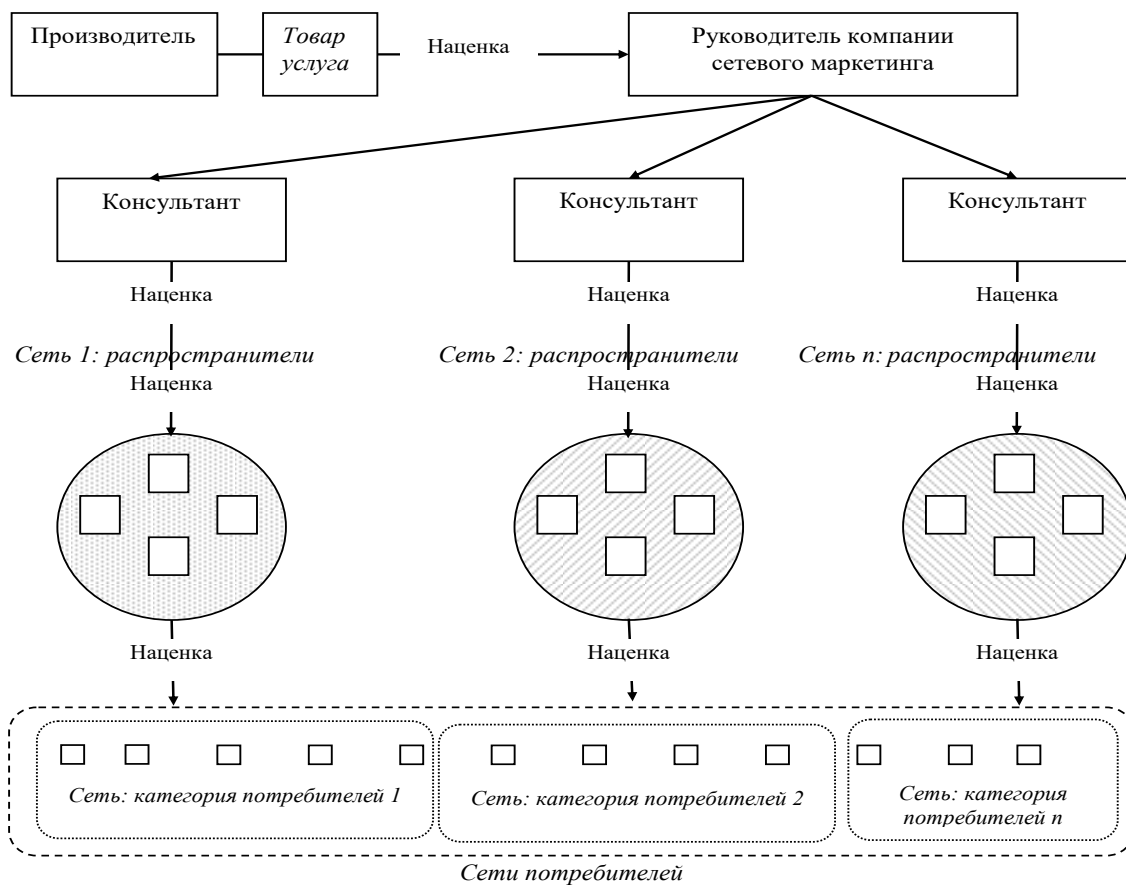 Производитель
Товар
услуга
Наценка
Руководитель компании
сетевого маркетинга
Консультант
Консультант
Консультант
Наценка
Наценка
Наценка
Сеть 1: распространители
Сеть 2: распространители
Сеть n: распространители
Наценка
Наценка
Наценка
Наценка
Наценка
Наценка
Сеть: категория потребителей 1
Сеть: категория потребителей 2
Сеть: категория
потребителей n
Сети потребителей